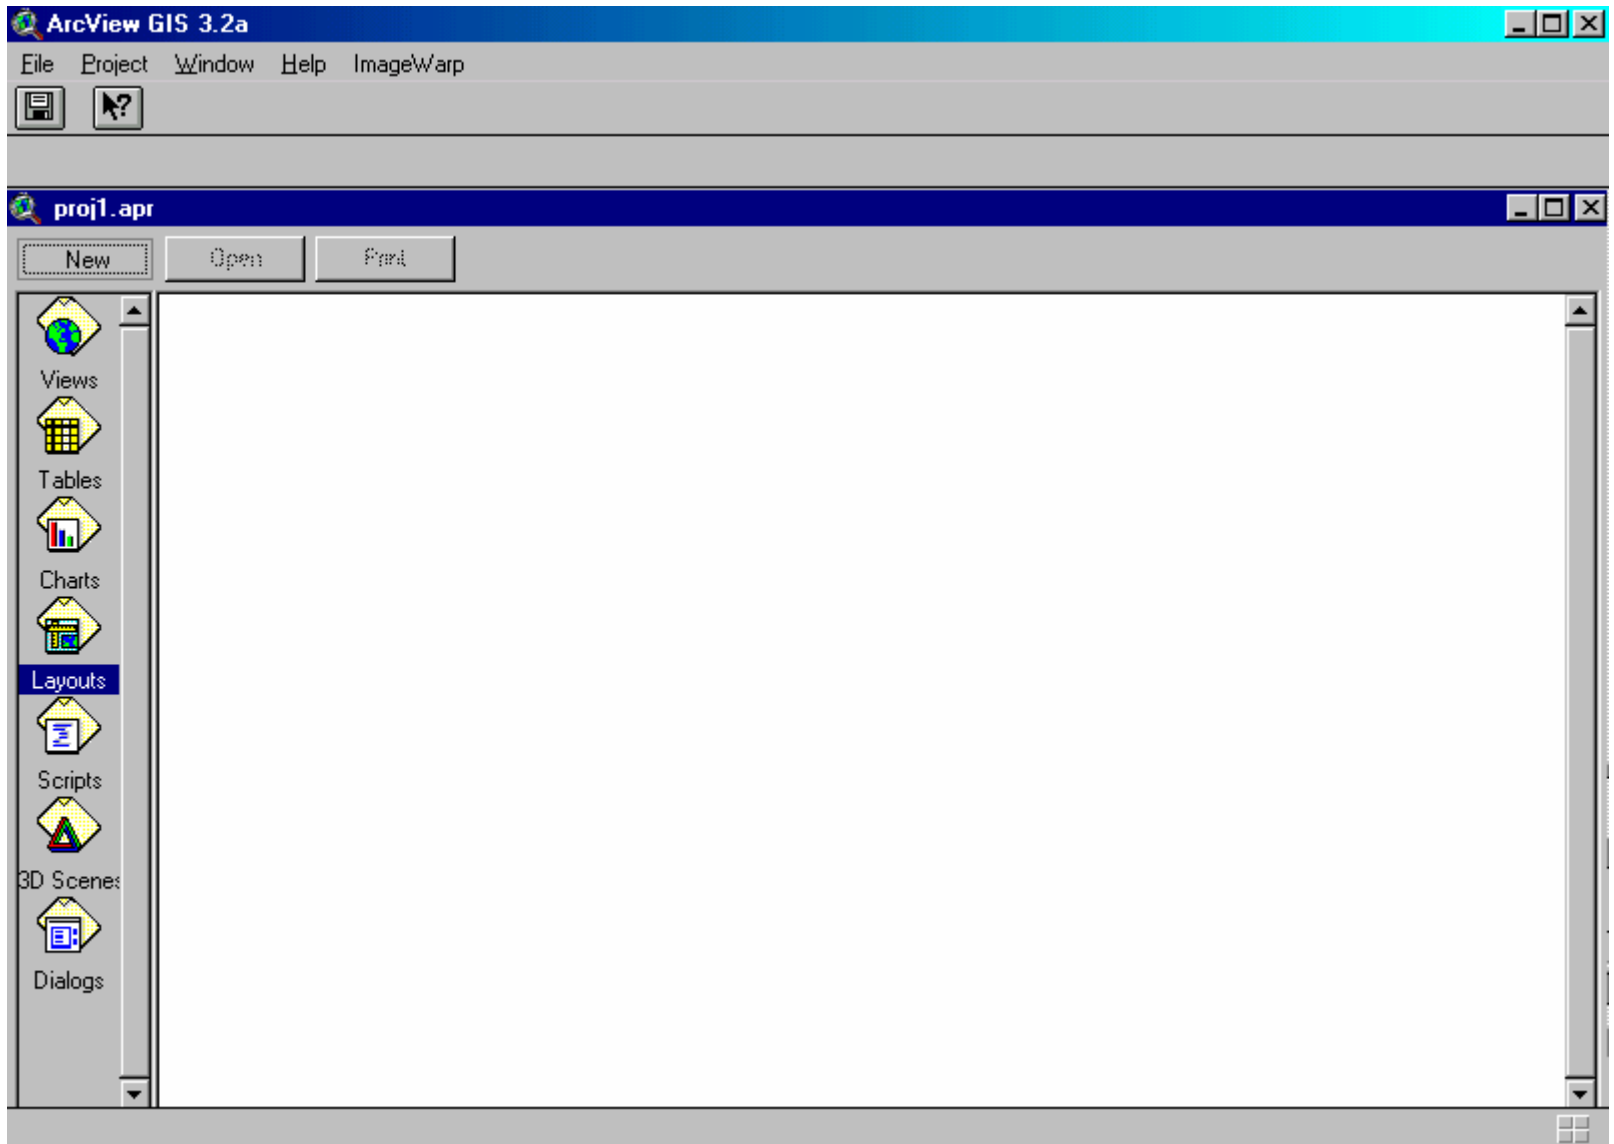 ArcView GIS 3.2a
File Project Window Help ImageWarp
proj1.apr
New Open Print
Views
Tables
Charts
Layouts
Scripts
3D Scenes
Dialogs